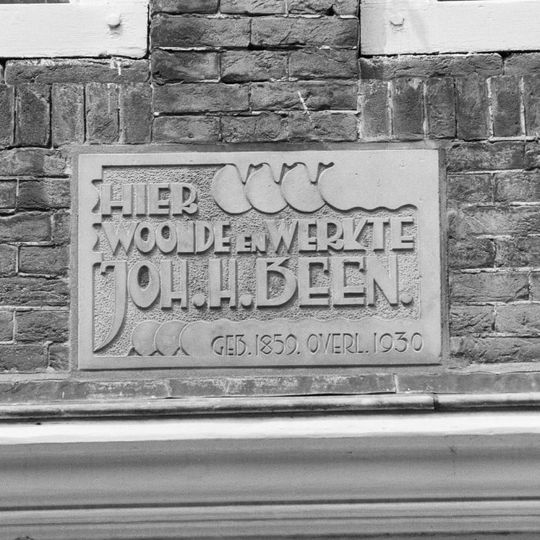 HIER
WOONDE EN WERKTE
JOH. H. BEEN.
GEB. 1859. OVERL. 1930